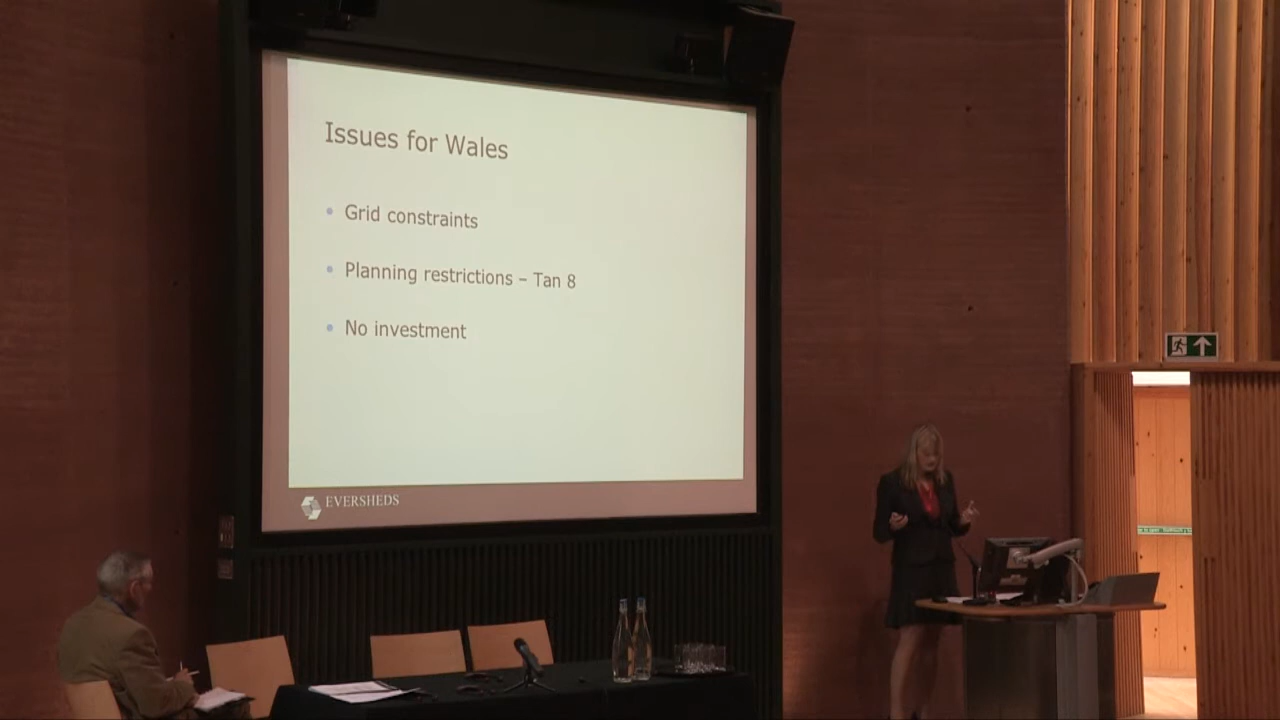 Issues for Wales
Grid constraints
Planning restrictions – Tan 8
No investment
EVERSHEDS